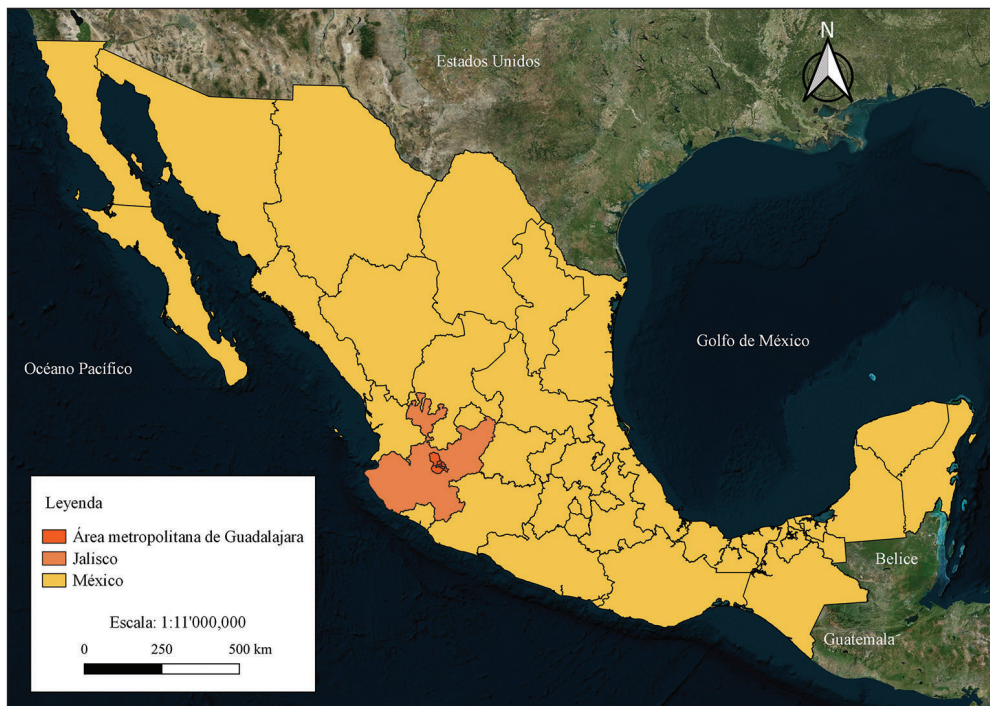 N
Estados Unidos
Golfo de México
Océano Pacífico
Leyenda
Área metropolitana de Guadalajara
Jalisco
México
Escala: 1:11'000,000
0 250 500 km
Belice
Guatemala